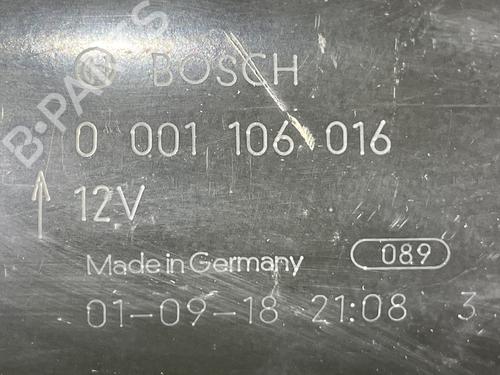 BOSCH
B-PARTS
0 001 106 016
12V
Made in Germany 089
01-09-18 21:08 3